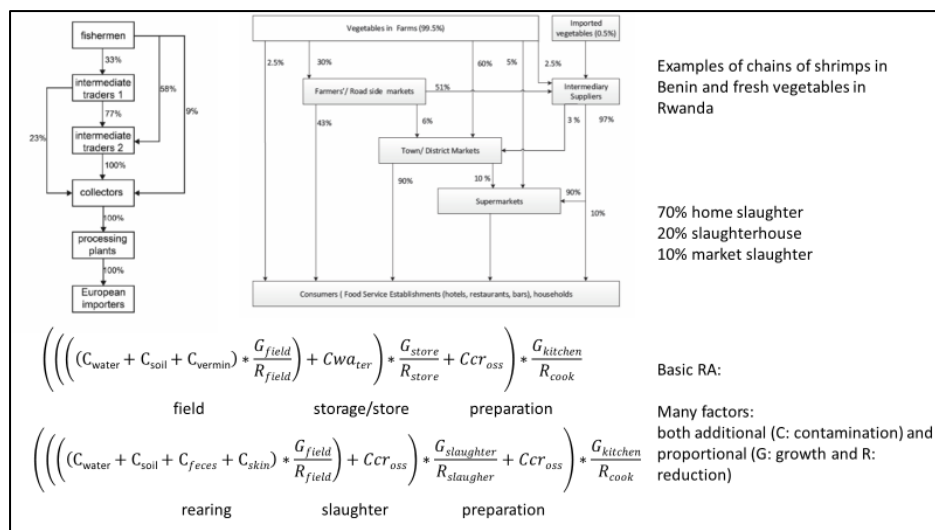 fishermen
33%
intermediate
traders 1
58%
9%
23%
77%
intermediate
traders 2
100%
collectors
100%
processing
plants
100%
European
importers
Vegetables in Farms (99.5%)
Imported
vegetables (0.5%)
2.5%
30%
60%
5%
2.5%
Farmers'/ Road side markets
51%
Intermediary
Suppliers
43%
6%
3 %
97%
Town/ District Markets
90%
10 %
90%
Supermarkets
10%
Consumers ( Food Service Establishments (hotels, restaurants, bars), households
Examples of chains of shrimps in
Benin and fresh vegetables in
Rwanda
70% home slaughter
20% slaughterhouse
10% market slaughter
((((C_water + C_soil + C_vermin) * G_field / R_field) + Cwa_ter) * G_store / R_store + Ccr_oss) * G_kitchen / R_cook
field storage/store preparation
((((C_water + C_soil + C_feces + C_skin) * G_field / R_field) + Ccr_oss) * G_slaughter / R_slaugher + Ccr_oss) * G_kitchen / R_cook
rearing slaughter preparation
Basic RA:
Many factors:
both additional (C: contamination) and
proportional (G: growth and R:
reduction)